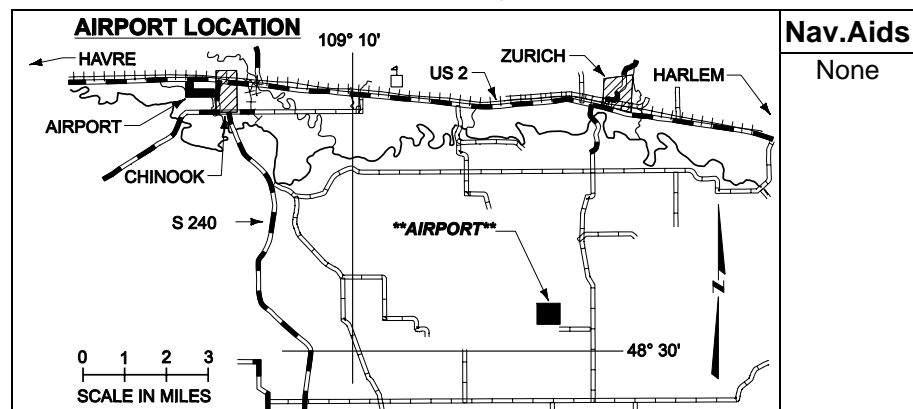 AIRPORT LOCATION
Nav.Aids
None
HAVRE
109° 10'
ZURICH
US 2
HARLEM
AIRPORT
CHINOOK
S 240
**AIRPORT**
N
48° 30'
0 1 2 3
SCALE IN MILES